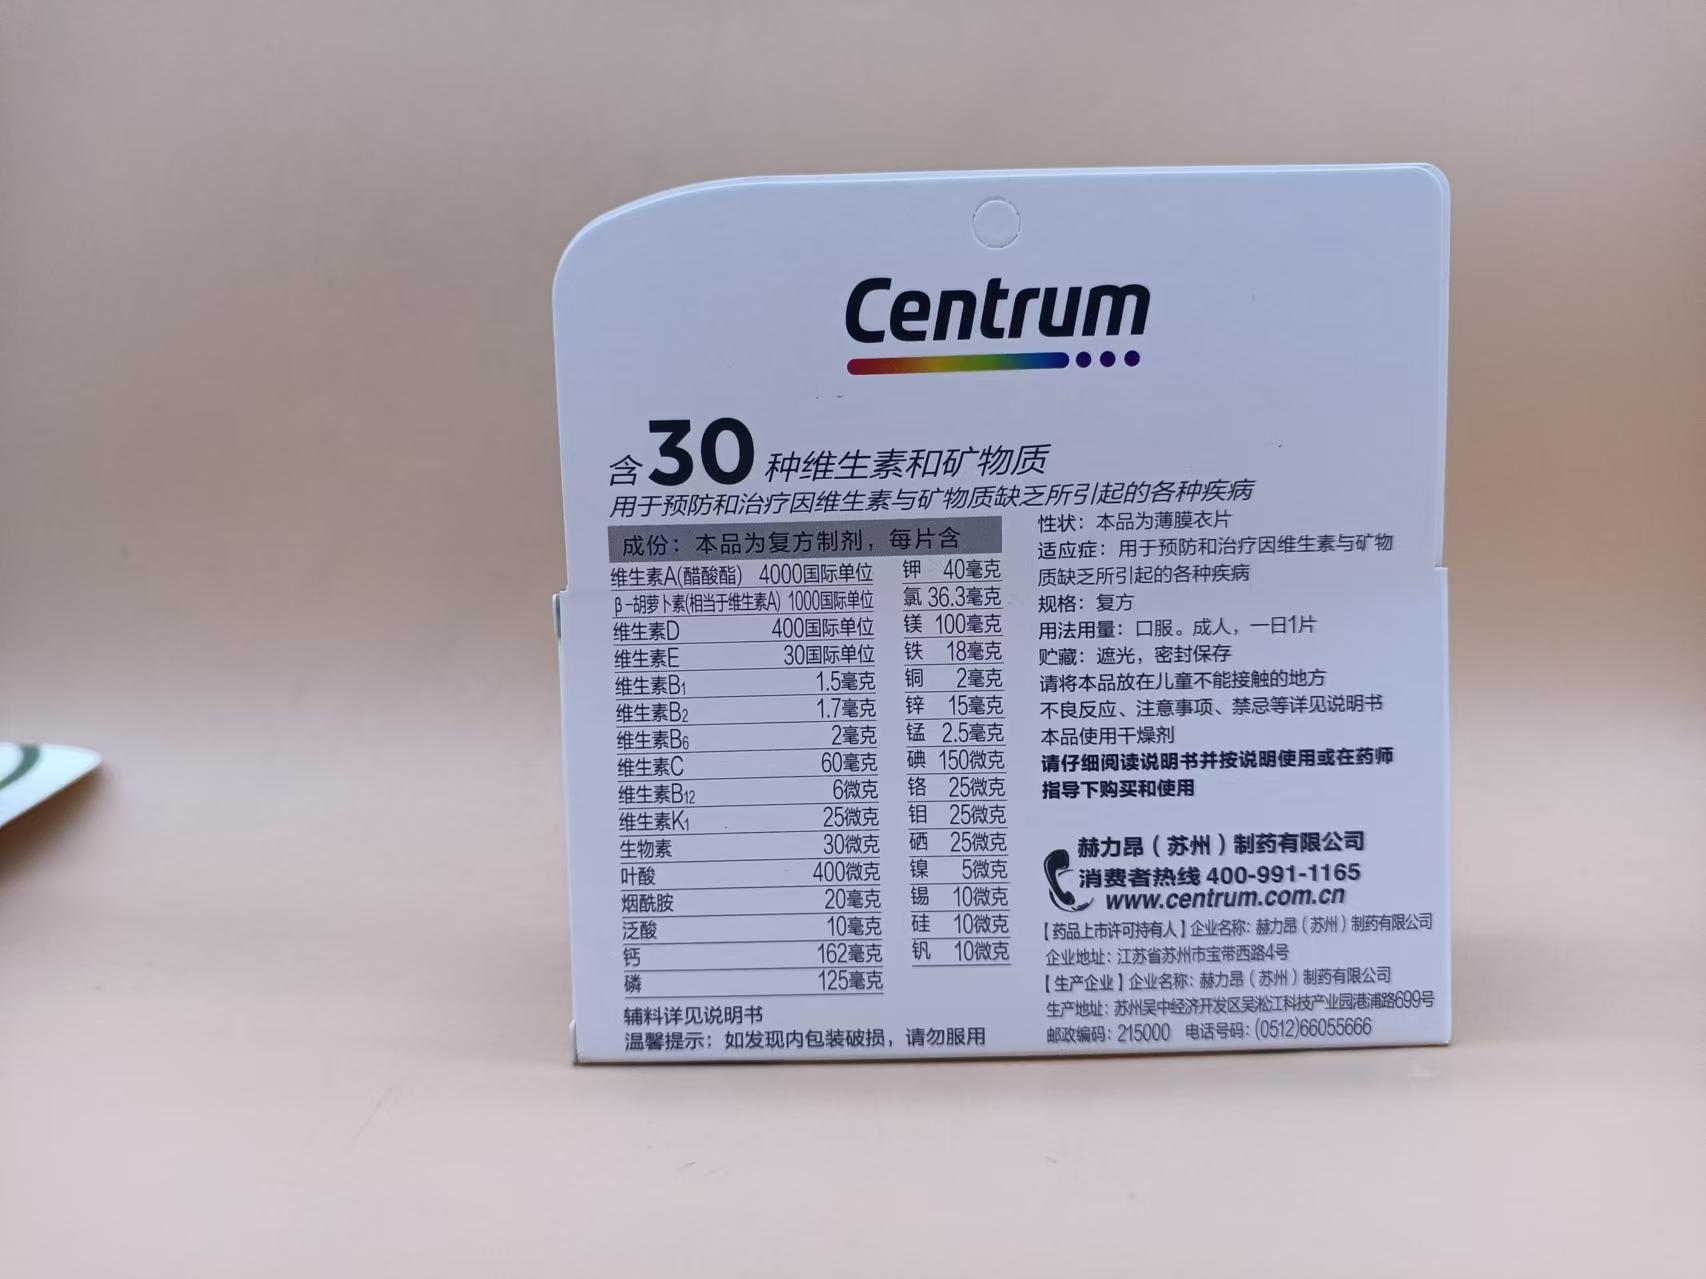 Centrum
含30种维生素和矿物质
用于预防和治疗因维生素与矿物质缺乏所引起的各种疾病
成份：本品为复方制剂，每片含
维生素A(醋酸酯) 4000国际单位
β-胡萝卜素(相当于维生素A) 1000国际单位
维生素D 400国际单位
维生素E 30国际单位
维生素B1 1.5毫克
维生素B2 1.7毫克
维生素B6 2毫克
维生素C 60毫克
维生素B12 6微克
维生素K1 25微克
生物素 30微克
叶酸 400微克
烟酰胺 20毫克
泛酸 10毫克
钙 162毫克
磷 125毫克
钾 40毫克
氯 36.3毫克
镁 100毫克
铁 18毫克
铜 2毫克
锌 15毫克
锰 2.5毫克
碘 150微克
铬 25微克
钼 25微克
硒 25微克
镍 5微克
锡 10微克
硅 10微克
钒 10微克
辅料详见说明书
温馨提示：如发现内包装破损，请勿服用
性状：本品为薄膜衣片
适应症：用于预防和治疗因维生素与矿物
质缺乏所引起的各种疾病
规格：复方
用法用量：口服。成人，一日1片
贮藏：遮光，密封保存
请将本品放在儿童不能接触的地方
不良反应、注意事项、禁忌等详见说明书
本品使用干燥剂
请仔细阅读说明书并按说明使用或在药师
指导下购买和使用
赫力昂（苏州）制药有限公司
消费者热线 400-991-1165
www.centrum.com.cn
【药品上市许可持有人】企业名称：赫力昂（苏州）制药有限公司
企业地址：江苏省苏州市宝带西路4号
【生产企业】企业名称：赫力昂（苏州）制药有限公司
生产地址：苏州吴中经济开发区吴淞江科技产业园港浦路699号
邮政编码：215000 电话号码：(0512)66055666